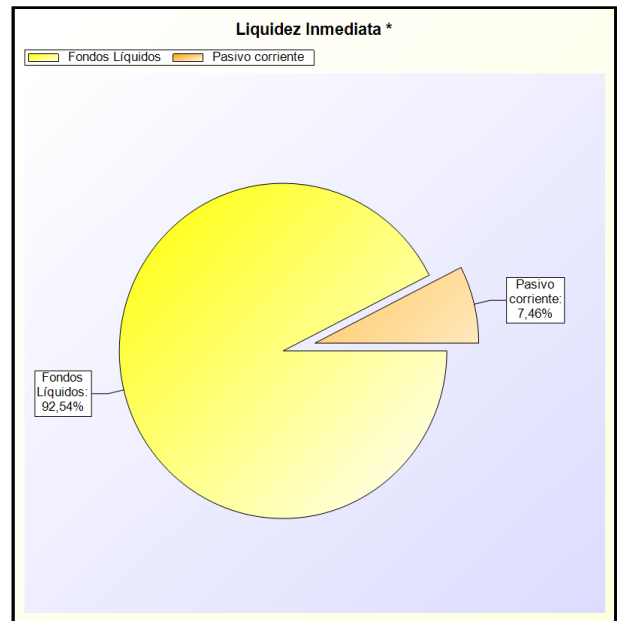 Liquidez Inmediata *
Fondos Líquidos Pasivo corriente
Pasivo
corriente:
7,46%
Fondos
Líquidos:
92,54%